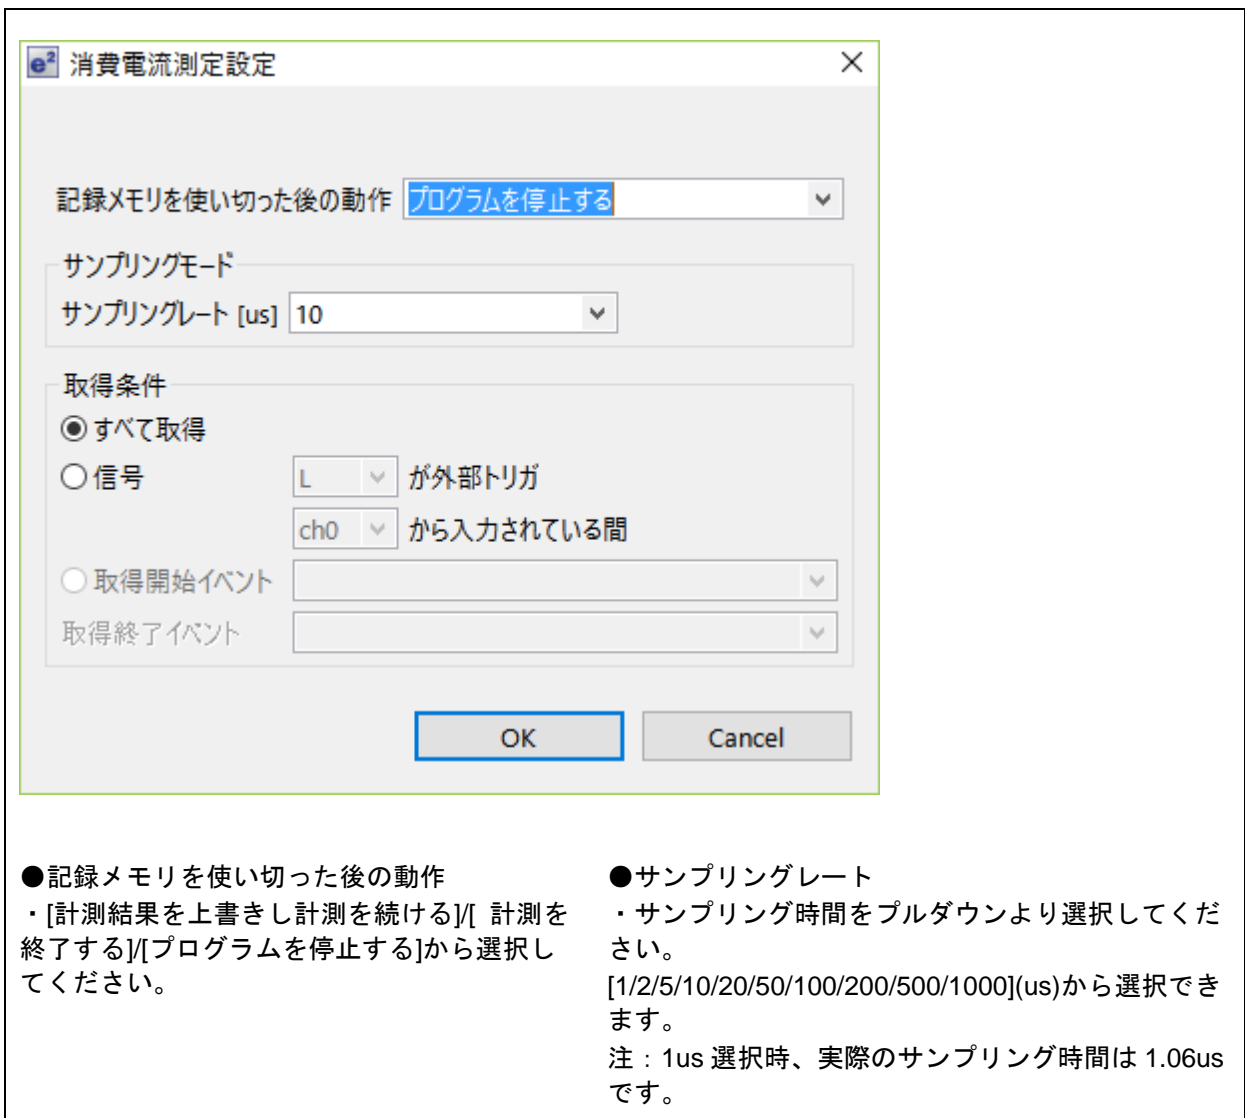 e² 消費電流測定設定
記録メモリを使い切った後の動作 プログラムを停止する
サンプリングモード
サンプリングレート [us] 10
取得条件
すべて取得
信号 L が外部トリガ
ch0 から入力されている間
取得開始イベント
取得終了イベント
OK Cancel
●記録メモリを使い切った後の動作
・[計測結果を上書きし計測を続ける]/[ 計測を
終了する]/[プログラムを停止する]から選択し
てください。
●サンプリングレート
・サンプリング時間をプルダウンより選択してくだ
さい。
[1/2/5/10/20/50/100/200/500/1000](us)から選択でき
ます。
注：1us 選択時、実際のサンプリング時間は 1.06us
です。